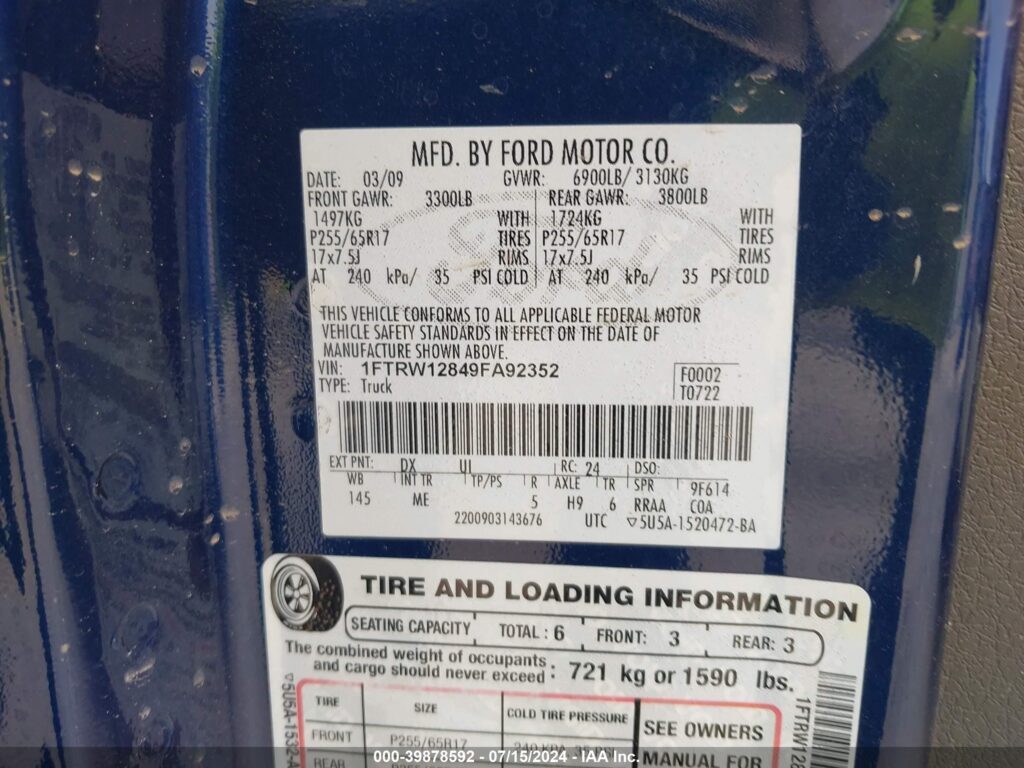 MFD. BY FORD MOTOR CO.
DATE: 03/09 GVWR: 6900LB/ 3130KG
FRONT GAWR: 3300LB REAR GAWR: 3800LB
1497KG WITH 1724KG WITH
P255/65R17 TIRES P255/65R17 TIRES
17x7.5J RIMS 17x7.5J RIMS
AT 240 kPa/ 35 PSI COLD AT 240 kPa/ 35 PSI COLD
THIS VEHICLE CONFORMS TO ALL APPLICABLE FEDERAL MOTOR
VEHICLE SAFETY STANDARDS IN EFFECT ON THE DATE OF
MANUFACTURE SHOWN ABOVE.
VIN: 1FTRW12849FA92352
TYPE: Truck
F0002
T0722
EXT PNT: DX UI RC: 24 DSO:
WB INT TR TP/PS R AXLE TR SPR 9F614
145 ME 5 H9 6 RRAA COA
2200903143676 UTC ▽5U5A-1520472-BA
TIRE AND LOADING INFORMATION
SEATING CAPACITY TOTAL: 6 FRONT: 3 REAR: 3
The combined weight of occupants
and cargo should never exceed : 721 kg or 1590 lbs.
TIRE SIZE COLD TIRE PRESSURE SEE OWNERS
FRONT P255/65R17 MANUAL FOR
REAR
▽5U5A-1532-A
1FTRW128
000-39878592 - 07/15/2024 - IAA Inc.